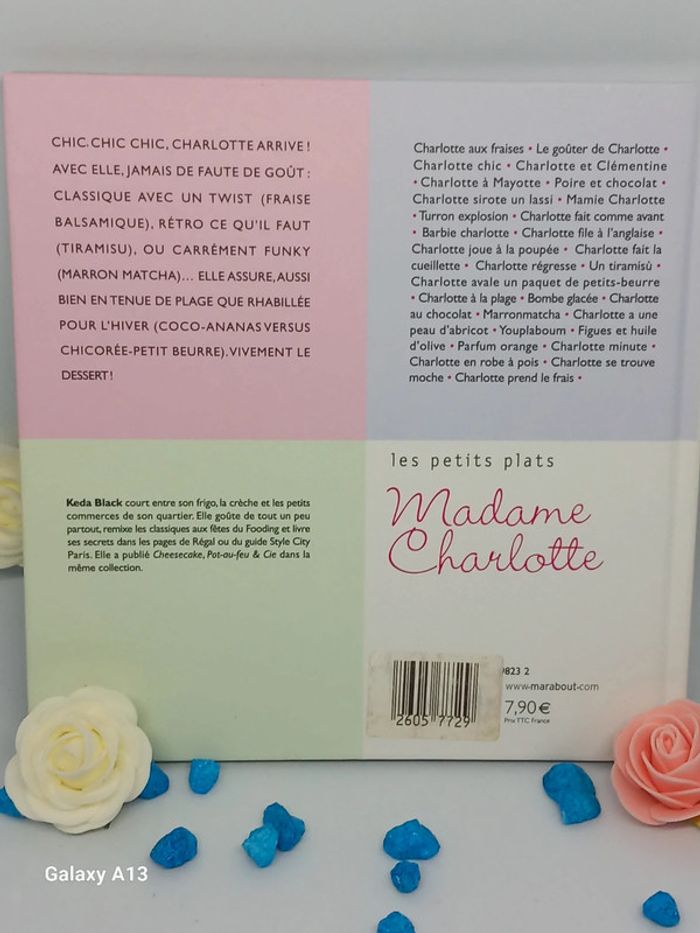 CHIC.CHIC CHIC, CHARLOTTE ARRIVE !
AVEC ELLE, JAMAIS DE FAUTE DE GOÛT :
CLASSIQUE AVEC UN TWIST (FRAISE
BALSAMIQUE), RÉTRO CE QU'IL FAUT
(TIRAMISU), OU CARRÉMENT FUNKY
(MARRON MATCHA)... ELLE ASSURE, AUSSI
BIEN EN TENUE DE PLAGE QUE RHABILLÉE
POUR L'HIVER (COCO-ANANAS VERSUS
CHICORÉE-PETIT BEURRE). VIVEMENT LE
DESSERT !
Charlotte aux fraises • Le goûter de Charlotte •
Charlotte chic • Charlotte et Clémentine
• Charlotte à Mayotte • Poire et chocolat •
Charlotte sirote un lassi • Mamie Charlotte
• Turron explosion • Charlotte fait comme avant
• Barbie charlotte • Charlotte file à l'anglaise •
Charlotte joue à la poupée • Charlotte fait la
cueillette • Charlotte régresse • Un tiramisù •
Charlotte avale un paquet de petits-beurre
• Charlotte à la plage • Bombe glacée • Charlotte
au chocolat • Marronmatcha • Charlotte a une
peau d'abricot • Youplaboum • Figues et huile
d'olive • Parfum orange • Charlotte minute •
Charlotte en robe à pois • Charlotte se trouve
moche • Charlotte prend le frais •
Keda Black court entre son frigo, la crèche et les petits
commerces de son quartier. Elle goûte de tout un peu
partout, remixe les classiques aux fêtes du Fooding et livre
ses secrets dans les pages de Régal ou du guide Style City
Paris. Elle a publié Cheesecake, Pot-au-feu & Cie dans la
même collection.
les petits plats
Madame
Charlotte
9823 2
www.marabout.com
7,90 €
Prix TTC France
2605 7729
Galaxy A13